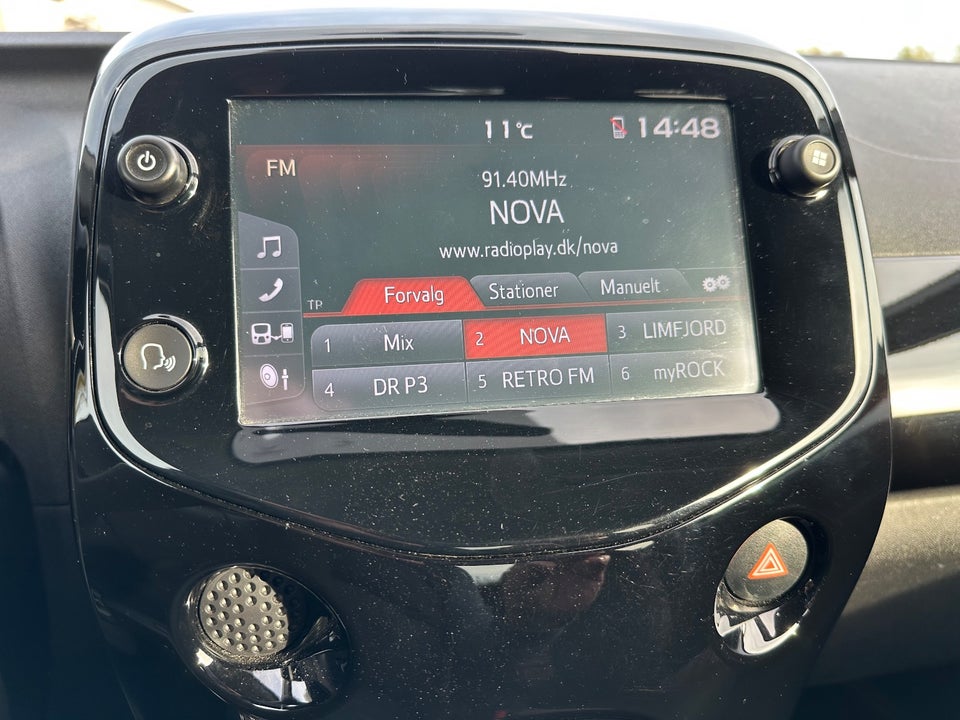 11°C 14:48
FM
91.40MHz
NOVA
www.radioplay.dk/nova
TP Forvalg Stationer Manuelt
1 Mix 2 NOVA 3 LIMFJORD
4 DR P3 5 RETRO FM 6 myROCK